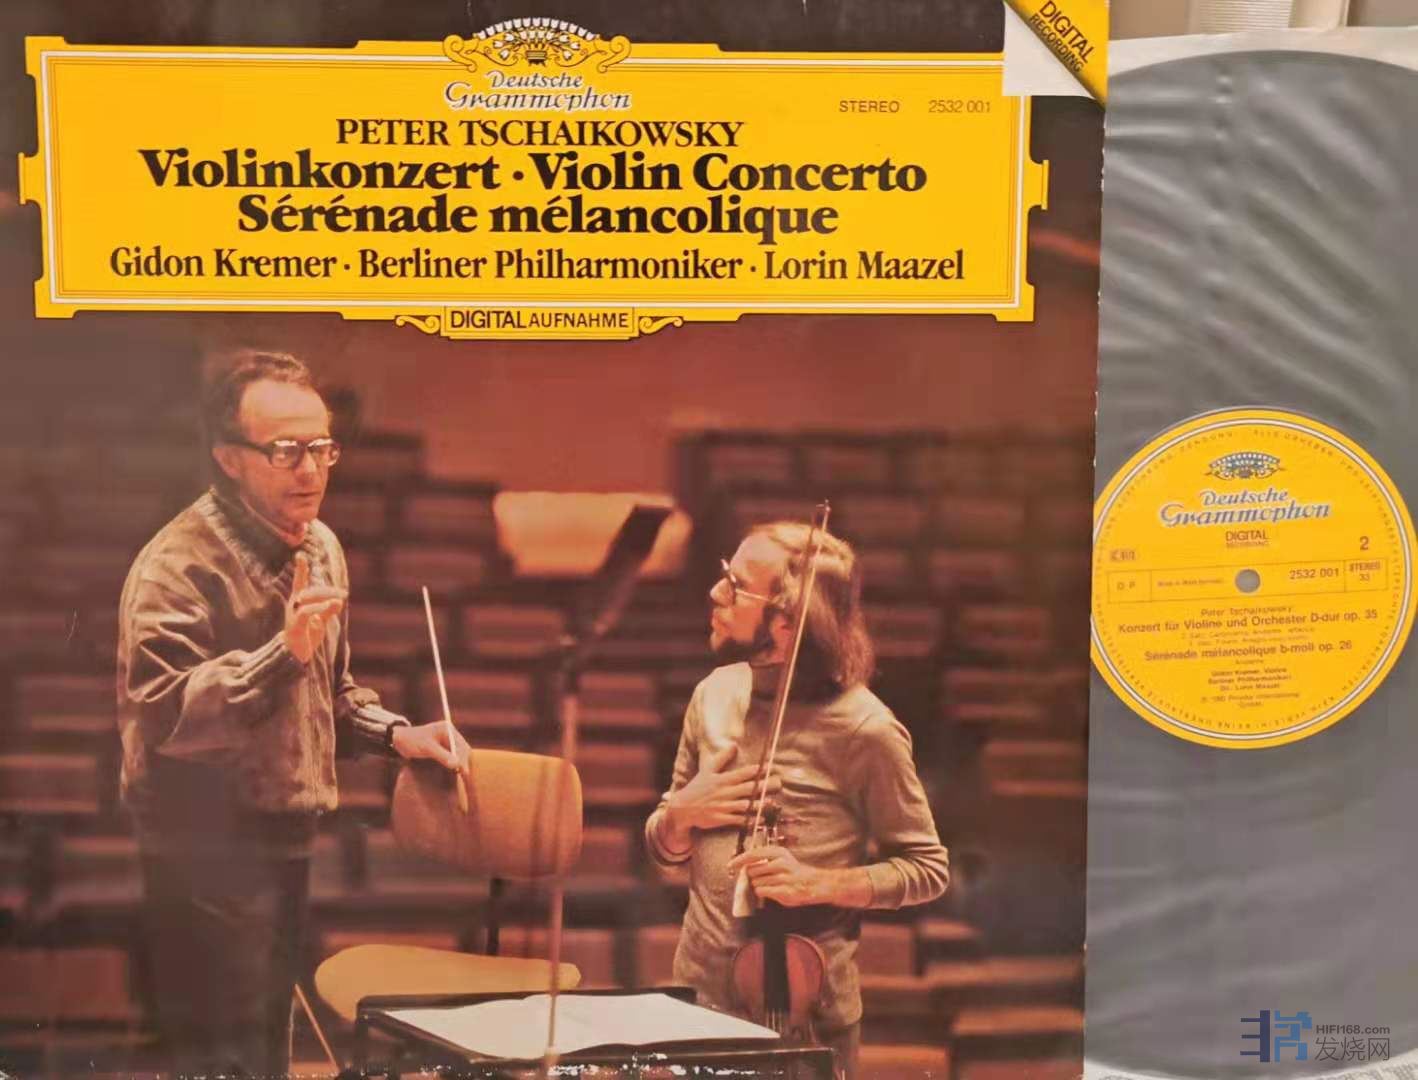 Deutsche
Grammophon
STEREO 2532 001
PETER TSCHAIKOWSKY
Violinkonzert · Violin Concerto
Sérénade mélancolique
Gidon Kremer · Berliner Philharmoniker · Lorin Maazel
DIGITAL AUFNAHME
DIGITAL
RECORDING
Deutsche
Grammophon
DIGITAL
RECORDING
2
2532 001
STEREO
33
Peter Tschaikowsky
Konzert für Violine und Orchester D-dur op. 35
Sérénade mélancolique b-moll op. 26
Andante
Gidon Kremer, Violine
Berliner Philharmoniker
Dir.: Lorin Maazel
HIFI168.com
发烧网